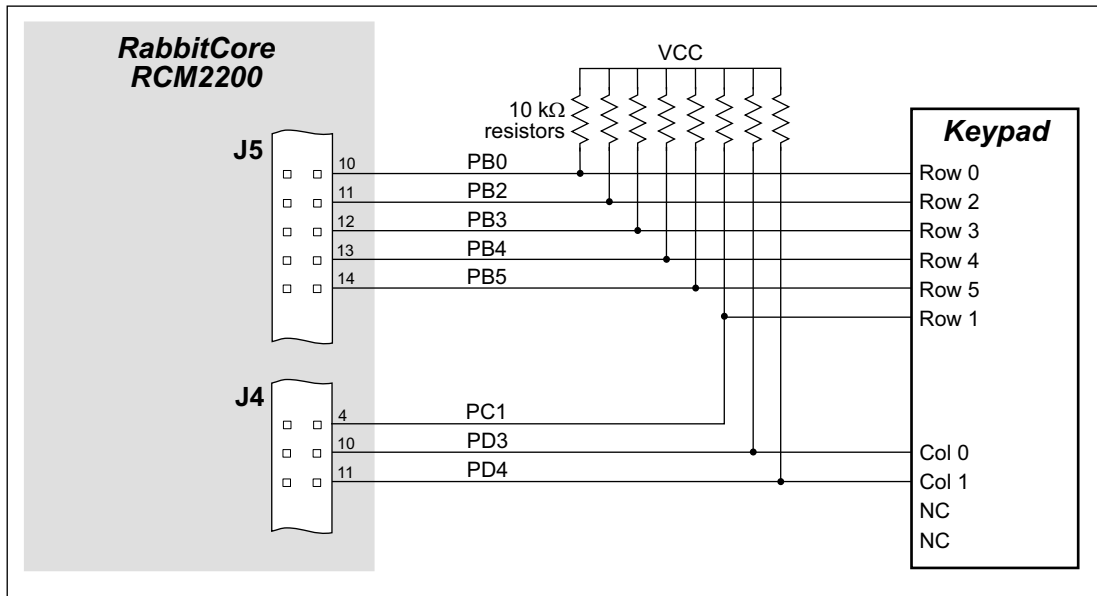 RabbitCore
RCM2200
VCC
10 kΩ
resistors
Keypad
J5
10
PB0
Row 0
11
PB2
Row 2
12
PB3
Row 3
13
PB4
Row 4
14
PB5
Row 5
Row 1
J4
4
PC1
10
PD3
Col 0
11
PD4
Col 1
NC
NC